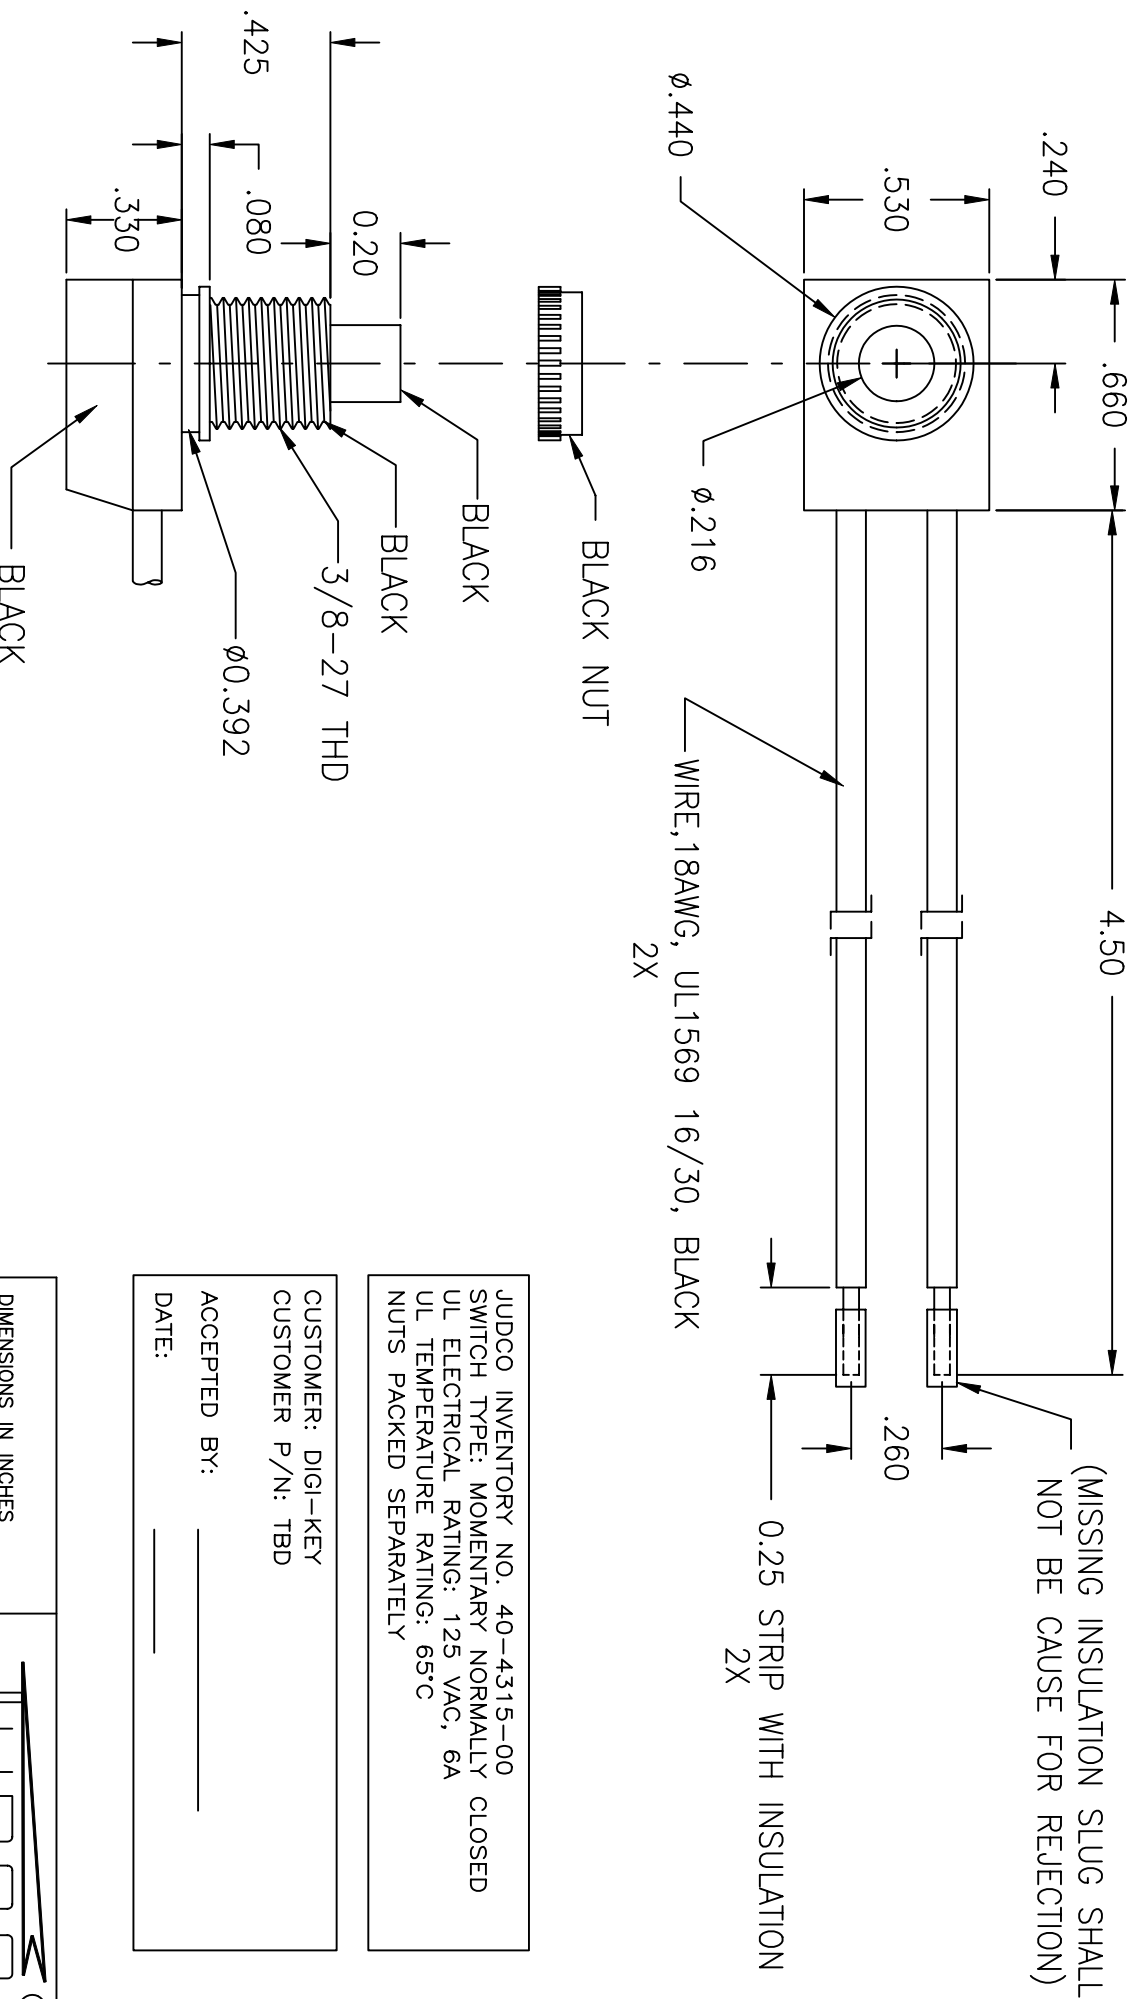 .240
.660
4.50
(MISSING INSULATION SLUG SHALL
NOT BE CAUSE FOR REJECTION)
.530
.260
ø.440
ø.216
0.25 STRIP WITH INSULATION
2X
WIRE,18AWG, UL1569 16/30, BLACK
2X
BLACK NUT
BLACK
BLACK
3/8-27 THD
ø0.392
BLACK
0.20
.425
.080
.330
JUDCO INVENTORY NO. 40-4315-00
SWITCH TYPE: MOMENTARY NORMALLY CLOSED
UL ELECTRICAL RATING: 125 VAC, 6A
UL TEMPERATURE RATING: 65°C
NUTS PACKED SEPARATELY
CUSTOMER: DIGI-KEY
CUSTOMER P/N: TBD
ACCEPTED BY:
DATE:
DIMENSIONS IN INCHES